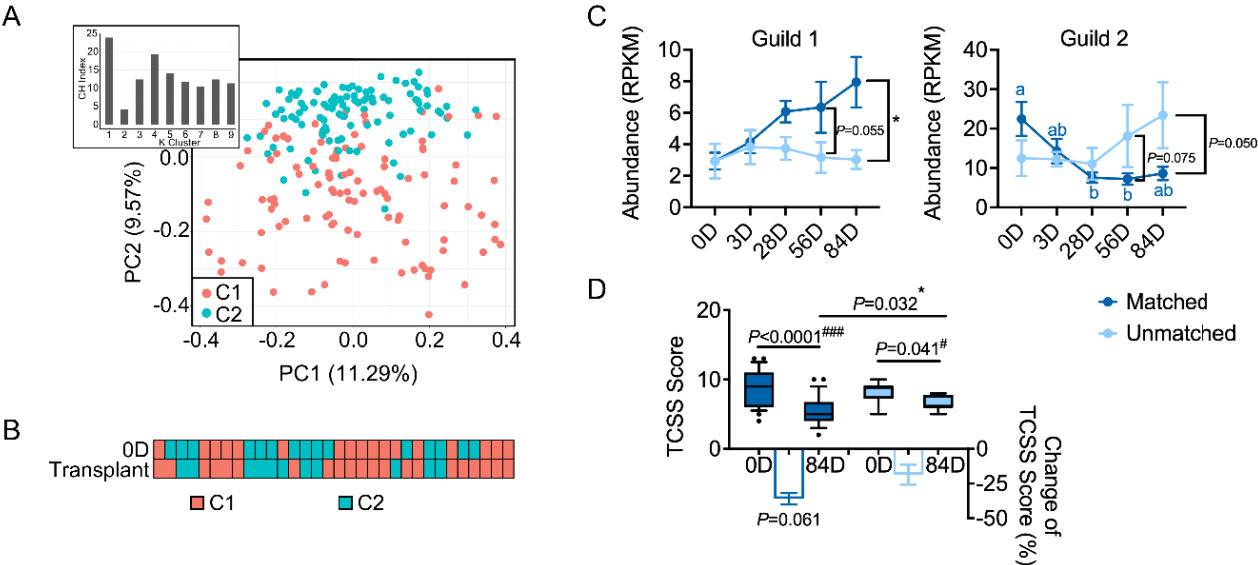 A
25
20
15
10
5
0
CH Index
1 2 3 4 5 6 7 8 9
K Cluster
0.0
-0.2
-0.4
PC2 (9.57%)
C1
C2
-0.4 -0.2 0.0 0.2 0.4
PC1 (11.29%)
B
0D
Transplant
C1 C2
C
Guild 1
Abundance (RPKM)
10
8
6
4
2
0
P=0.055
*
0D 3D 28D 56D 84D
Guild 2
Abundance (RPKM)
40
30
20
10
0
a
ab
b b ab
P=0.075
P=0.050
0D 3D 28D 56D 84D
D
Matched
Unmatched
TCSS Score
20
10
0
P=0.032*
P<0.0001###
P=0.041#
0D 84D 0D 84D
P=0.061
0
-25
-50
Change of
TCSS Score (%)